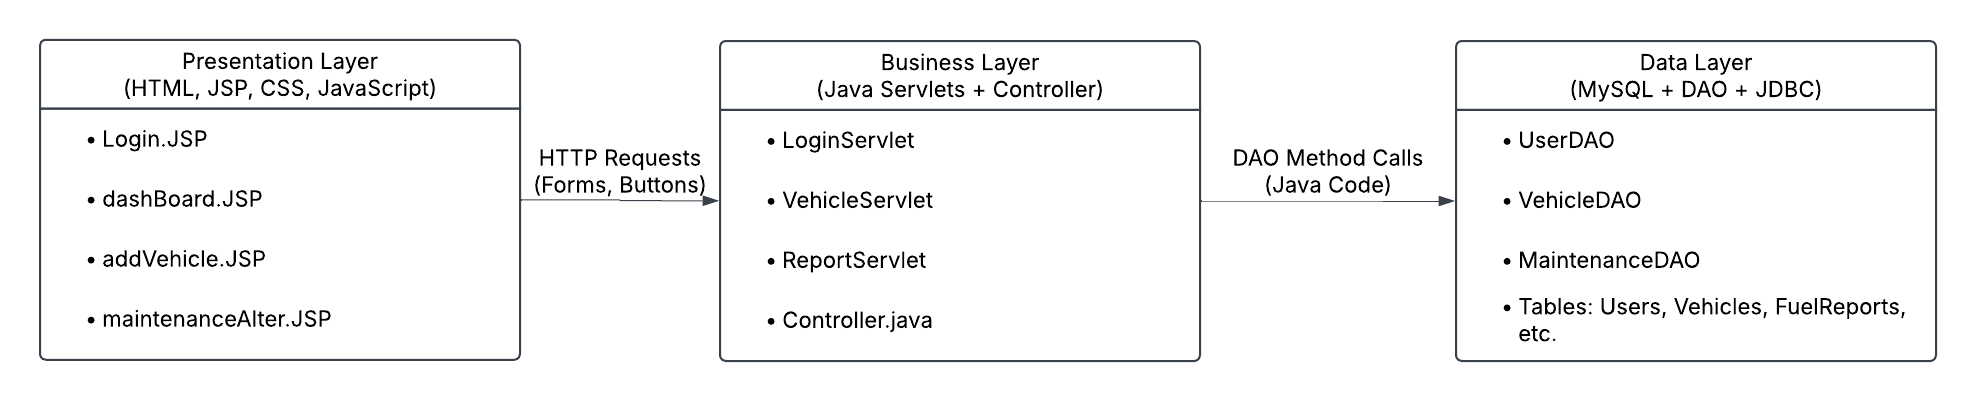 Presentation Layer
(HTML, JSP, CSS, JavaScript)
• Login.JSP
• dashBoard.JSP
• addVehicle.JSP
• maintenanceAlter.JSP
HTTP Requests
(Forms, Buttons)
Business Layer
(Java Servlets + Controller)
• LoginServlet
• VehicleServlet
• ReportServlet
• Controller.java
DAO Method Calls
(Java Code)
Data Layer
(MySQL + DAO + JDBC)
• UserDAO
• VehicleDAO
• MaintenanceDAO
• Tables: Users, Vehicles, FuelReports,
etc.